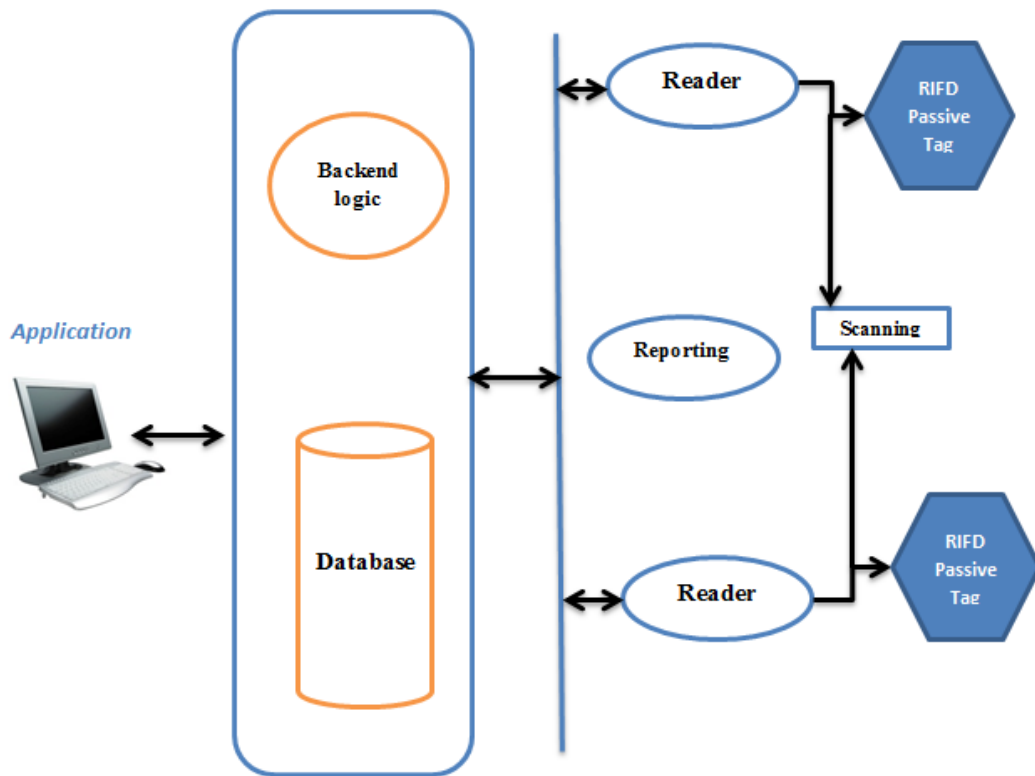 Reader
RIFD
Passive
Tag
Backend
logic
Application
Reporting
Scanning
Database
Reader
RIFD
Passive
Tag